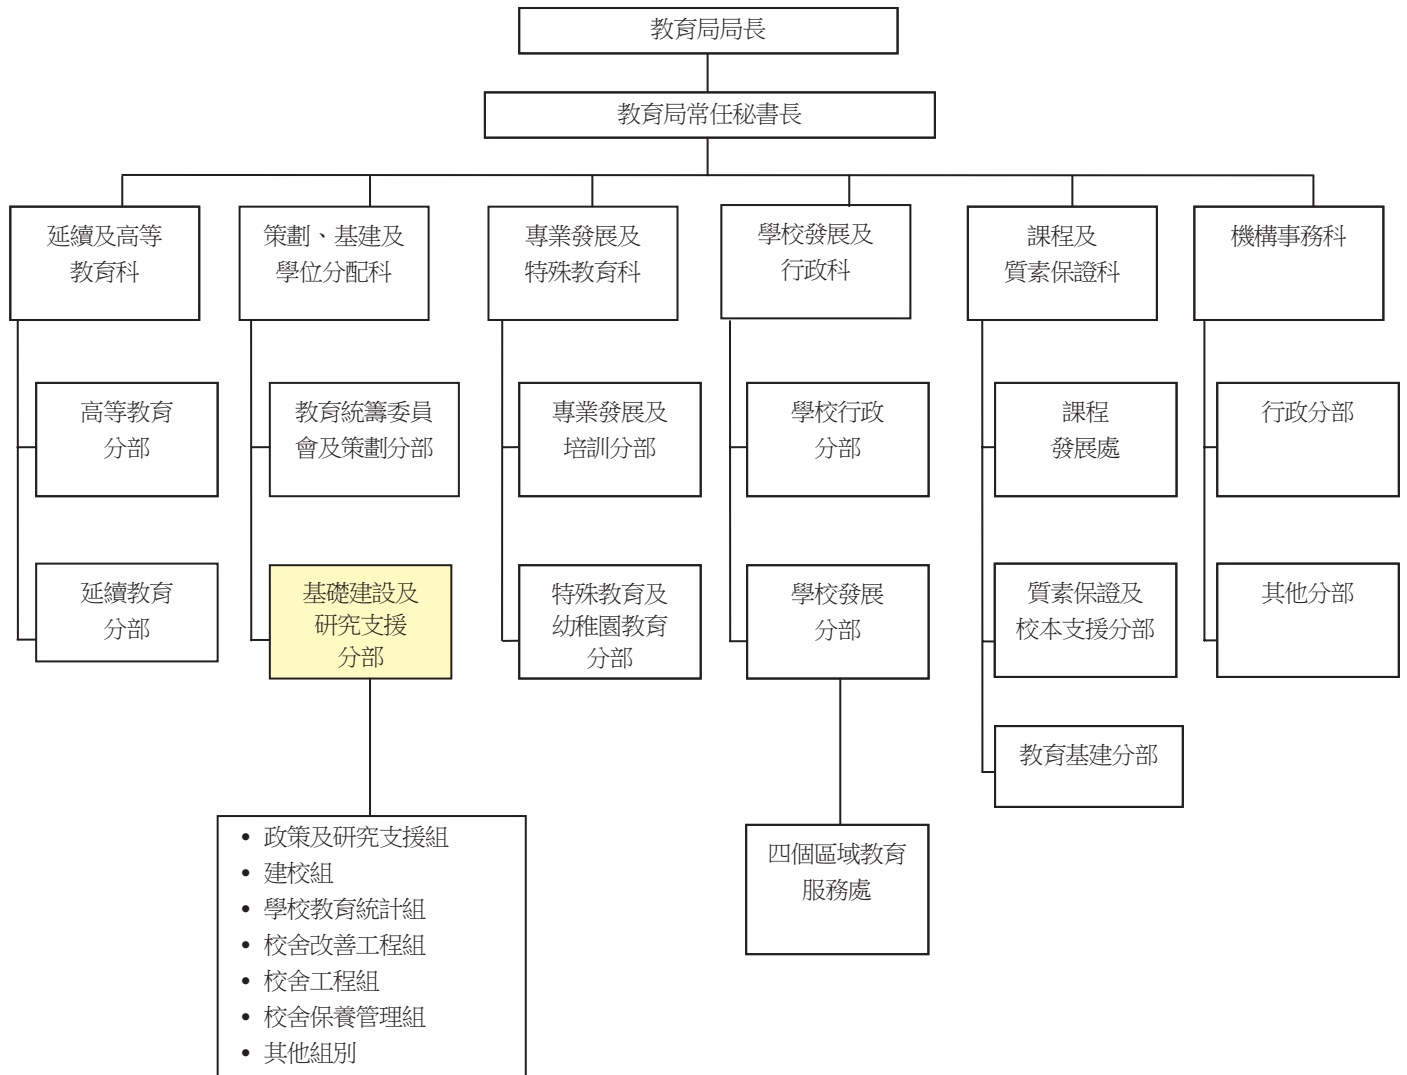 教育局局長
教育局常任秘書長
延續及高等
教育科
策劃、基建及
學位分配科
專業發展及
特殊教育科
學校發展及
行政科
課程及
質素保證科
機構事務科
高等教育
分部
教育統籌委員
會及策劃分部
專業發展及
培訓分部
學校行政
分部
課程
發展處
行政分部
延續教育
分部
基礎建設及
研究支援
分部
特殊教育及
幼稚園教育
分部
學校發展
分部
質素保證及
校本支援分部
其他分部
教育基建分部
• 政策及研究支援組
• 建校組
• 學校教育統計組
• 校舍改善工程組
• 校舍工程組
• 校舍保養管理組
• 其他組別
四個區域教育
服務處